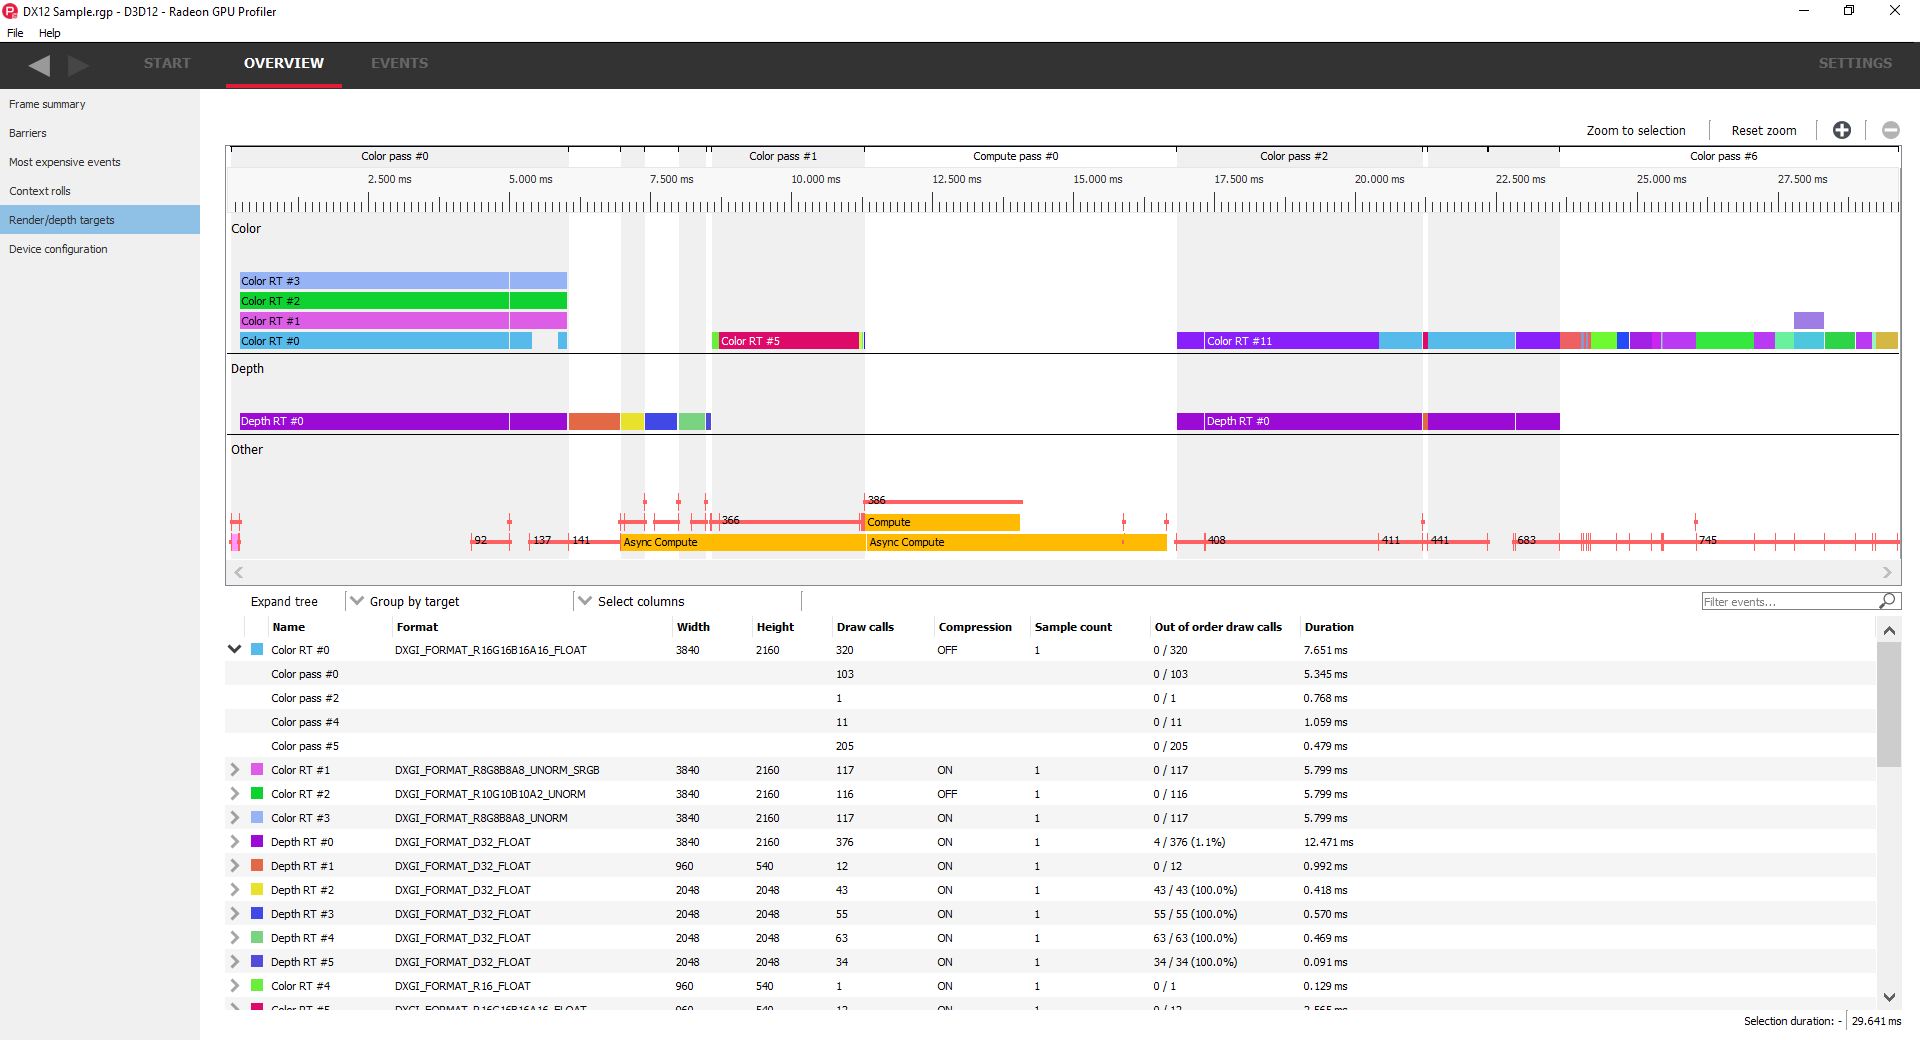 DX12 Sample.rgp - D3D12 - Radeon GPU Profiler
File Help
START OVERVIEW EVENTS SETTINGS
Frame summary
Barriers
Most expensive events
Context rolls
Render/depth targets
Device configuration
Zoom to selection Reset zoom
Color pass #0 Color pass #1 Compute pass #0 Color pass #2 Color pass #6
2.500 ms 5.000 ms 7.500 ms 10.000 ms 12.500 ms 15.000 ms 17.500 ms 20.000 ms 22.500 ms 25.000 ms 27.500 ms
Color
Color RT #3
Color RT #2
Color RT #1
Color RT #0 Color RT #5 Color RT #11
Depth
Depth RT #0 Depth RT #0
Other
386
366 Compute
92 137 141 Async Compute Async Compute 408 411 441 683 745
Expand tree Group by target Select columns Filter events...
Name Format Width Height Draw calls Compression Sample count Out of order draw calls Duration
Color RT #0 DXGI_FORMAT_R16G16B16A16_FLOAT 3840 2160 320 OFF 1 0 / 320 7.651 ms
Color pass #0 103 0 / 103 5.345 ms
Color pass #2 1 0 / 1 0.768 ms
Color pass #4 11 0 / 11 1.059 ms
Color pass #5 205 0 / 205 0.479 ms
Color RT #1 DXGI_FORMAT_R8G8B8A8_UNORM_SRGB 3840 2160 117 ON 1 0 / 117 5.799 ms
Color RT #2 DXGI_FORMAT_R10G10B10A2_UNORM 3840 2160 116 OFF 1 0 / 116 5.799 ms
Color RT #3 DXGI_FORMAT_R8G8B8A8_UNORM 3840 2160 117 ON 1 0 / 117 5.799 ms
Depth RT #0 DXGI_FORMAT_D32_FLOAT 3840 2160 376 ON 1 4 / 376 (1.1%) 12.471 ms
Depth RT #1 DXGI_FORMAT_D32_FLOAT 960 540 12 ON 1 0 / 12 0.992 ms
Depth RT #2 DXGI_FORMAT_D32_FLOAT 2048 2048 43 ON 1 43 / 43 (100.0%) 0.418 ms
Depth RT #3 DXGI_FORMAT_D32_FLOAT 2048 2048 55 ON 1 55 / 55 (100.0%) 0.570 ms
Depth RT #4 DXGI_FORMAT_D32_FLOAT 2048 2048 63 ON 1 63 / 63 (100.0%) 0.469 ms
Depth RT #5 DXGI_FORMAT_D32_FLOAT 2048 2048 34 ON 1 34 / 34 (100.0%) 0.091 ms
Color RT #4 DXGI_FORMAT_R16_FLOAT 960 540 1 ON 1 0 / 1 0.129 ms
Color RT #5 DXGI_FORMAT_R16G16B16A16_FLOAT 960 540 ON 1
Selection duration: - 29.641 ms